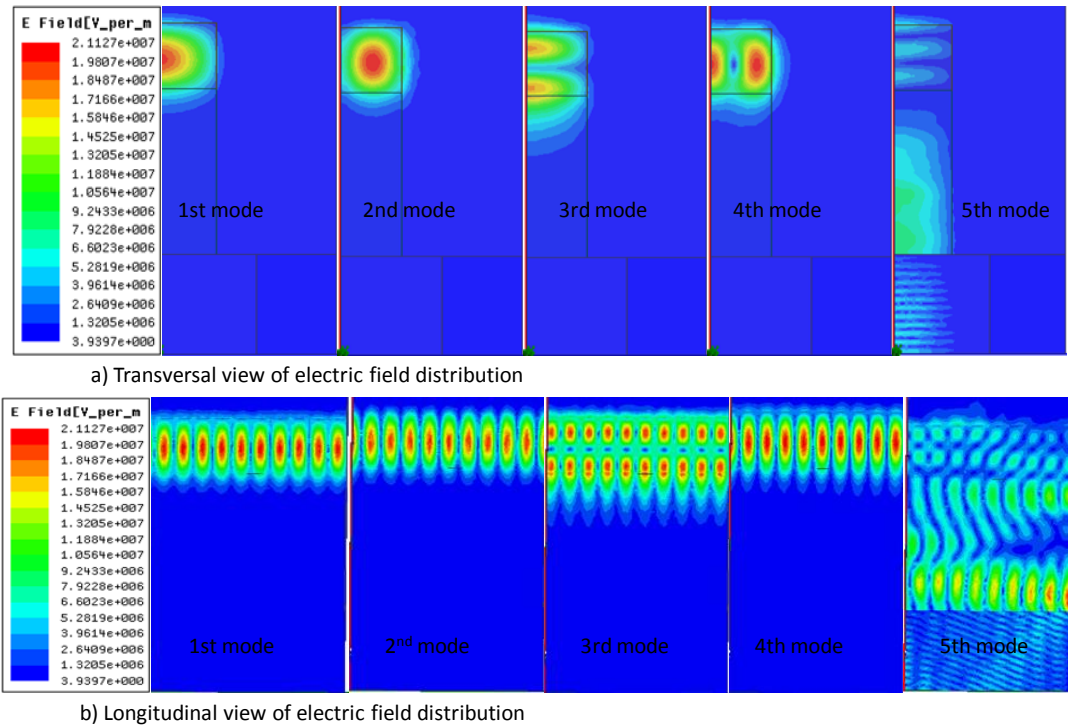 E Field[V_per_m
2.1127e+007
1.9807e+007
1.8487e+007
1.7166e+007
1.5846e+007
1.4525e+007
1.3205e+007
1.1884e+007
1.0564e+007
9.2433e+006
7.9228e+006
6.6023e+006
5.2819e+006
3.9614e+006
2.6409e+006
1.3205e+006
3.9397e+000
1st mode
2nd mode
3rd mode
4th mode
5th mode
a) Transversal view of electric field distribution
E Field[V_per_m
2.1127e+007
1.9807e+007
1.8487e+007
1.7166e+007
1.5846e+007
1.4525e+007
1.3205e+007
1.1884e+007
1.0564e+007
9.2433e+006
7.9228e+006
6.6023e+006
5.2819e+006
3.9614e+006
2.6409e+006
1.3205e+006
3.9397e+000
1st mode
2nd mode
3rd mode
4th mode
5th mode
b) Longitudinal view of electric field distribution